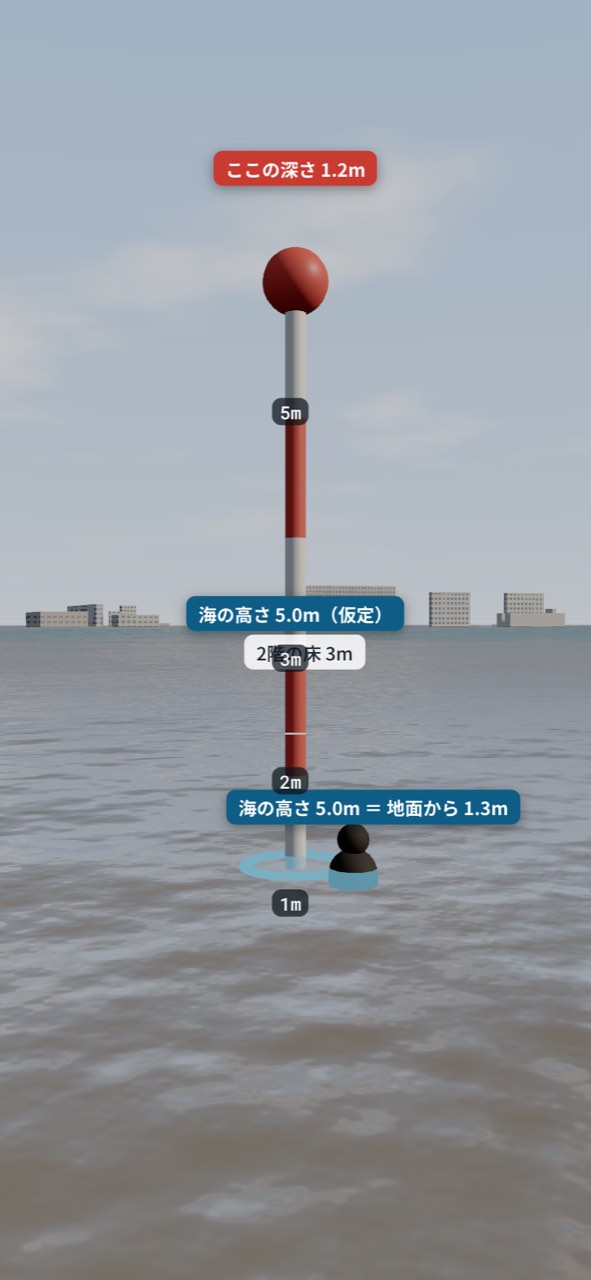 ここの深さ 1.2m
5m
海の高さ 5.0m（仮定）
2階の床 3m
3m
2m
海の高さ 5.0m ＝ 地面から 1.3m
1m